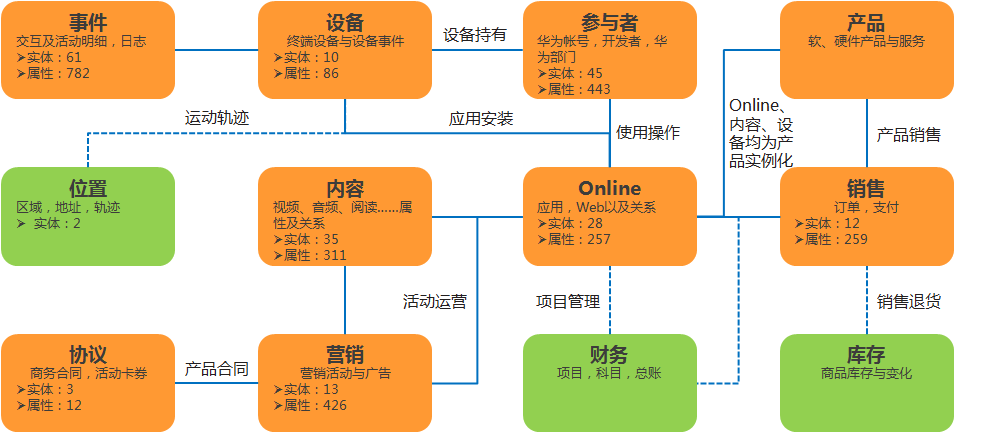 事件
交互及活动明细，日志
➢实体：61
➢属性：782
设备
终端设备与设备事件
➢实体：10
➢属性：86
设备持有
参与者
华为帐号，开发者，华
为部门
➢实体：45
➢属性：443
产品
软、硬件产品与服务
运动轨迹
应用安装
使用操作
Online、
内容、设
备均为产
品实例化
产品销售
位置
区域，地址，轨迹
➢ 实体：2
内容
视频、音频、阅读......属
性及关系
➢实体：35
➢属性：311
Online
应用，Web以及关系
➢实体：28
➢属性：257
销售
订单，支付
➢实体：12
➢属性：259
活动运营
项目管理
销售退货
协议
商务合同，活动卡券
➢实体：3
➢属性：12
产品合同
营销
营销活动与广告
➢实体：13
➢属性：426
财务
项目，科目，总账
库存
商品库存与变化